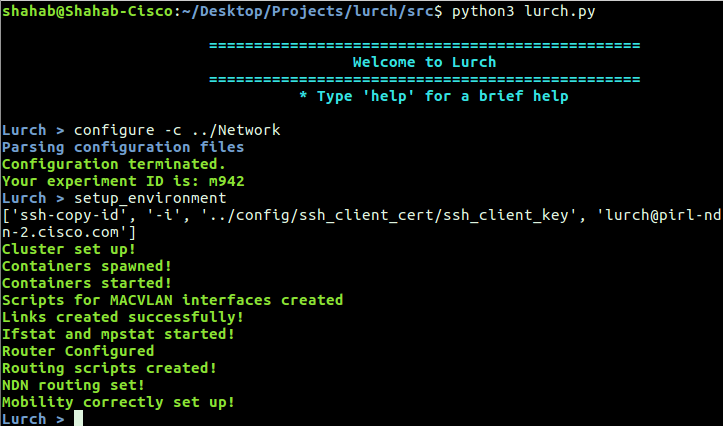 shahab@Shahab-Cisco:~/Desktop/Projects/lurch/src$ python3 lurch.py
================================================
Welcome to Lurch
================================================
* Type 'help' for a brief help
Lurch > configure -c ../Network
Parsing configuration files
Configuration terminated.
Your experiment ID is: m942
Lurch > setup_environment
['ssh-copy-id', '-i', '../config/ssh_client_cert/ssh_client_key', 'lurch@pirl-nd
n-2.cisco.com']
Cluster set up!
Containers spawned!
Containers started!
Scripts for MACVLAN interfaces created
Links created successfully!
Ifstat and mpstat started!
Router Configured
Routing scripts created!
NDN routing set!
Mobility correctly set up!
Lurch >